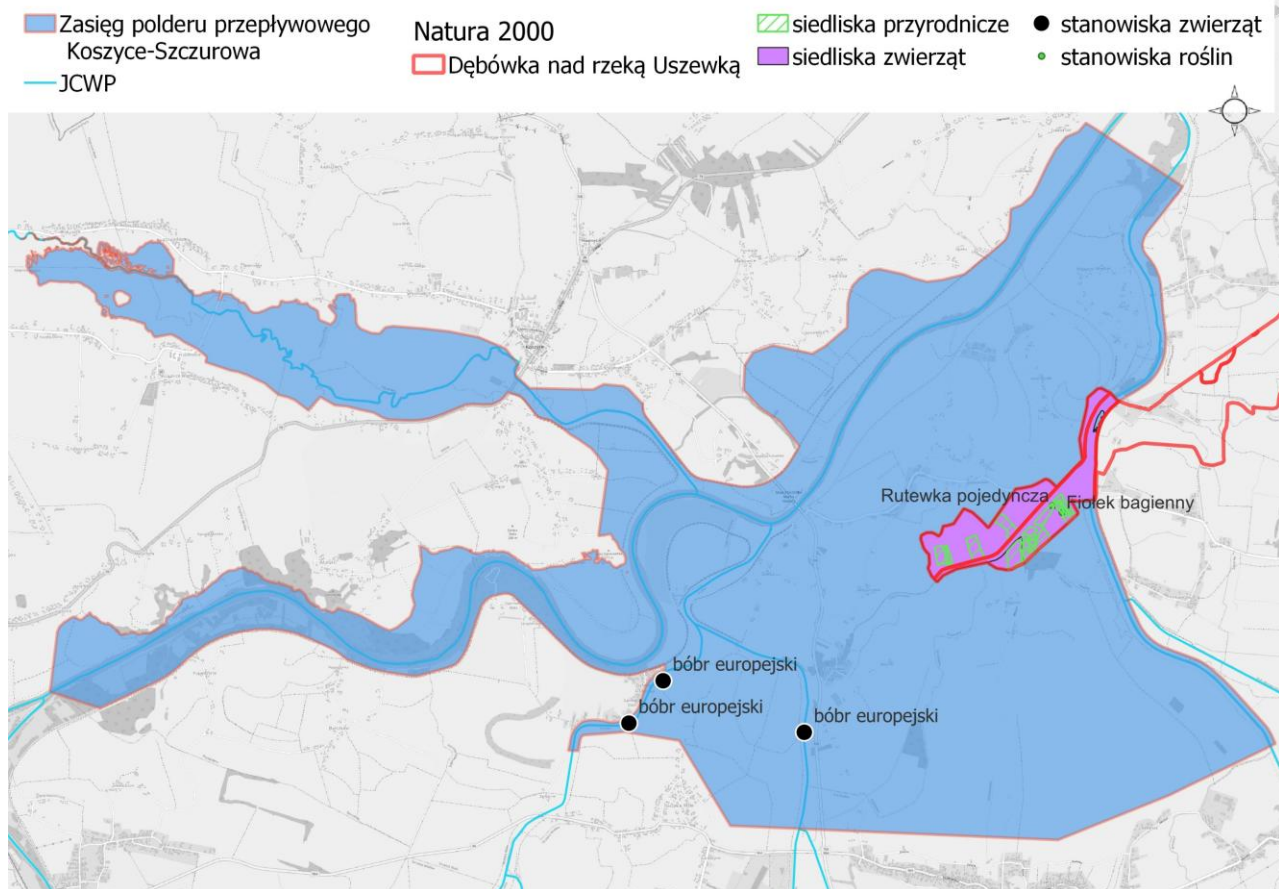 Zasięg polderu przepływowego
Koszyce-Szczurowa
JCWP
Natura 2000
Dębówka nad rzeką Uszewką
siedliska przyrodnicze
siedliska zwierząt
stanowiska zwierząt
stanowiska roślin
Rutewka pojedyncza
Fiołek bagienny
bóbr europejski
bóbr europejski
bóbr europejski